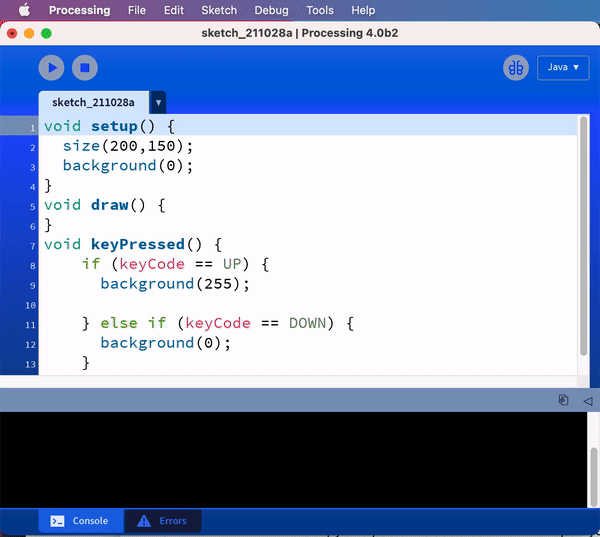 Processing File Edit Sketch Debug Tools Help
sketch_211028a | Processing 4.0b2
Java ▾
sketch_211028a ▾
1 void setup() {
2   size(200,150);
3   background(0);
4 }
5 void draw() {
6 }
7 void keyPressed() {
8     if (keyCode == UP) {
9       background(255);
10
11     } else if (keyCode == DOWN) {
12       background(0);
13     }
Console Errors